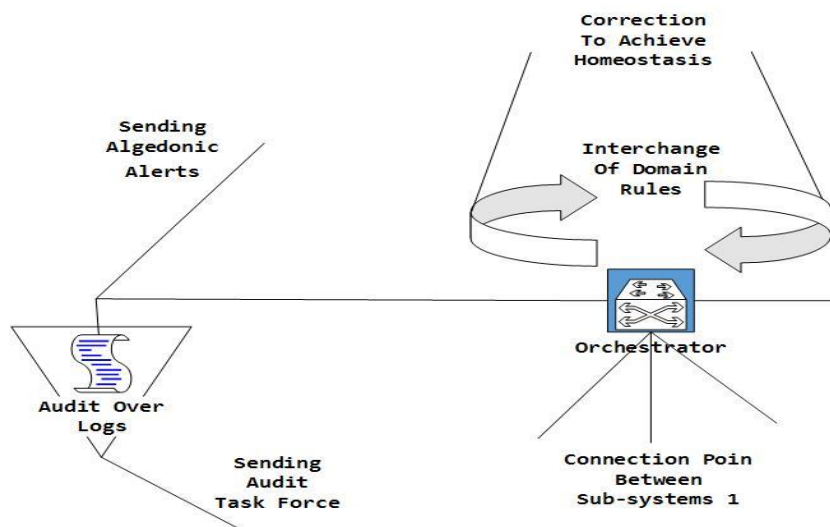 Correction
To Achieve
Homeostasis
Sending
Algedonic
Alerts
Interchange
Of Domain
Rules
Orchestrator
Audit Over
Logs
Connection Poin
Between
Sub-systems 1
Sending
Audit
Task Force